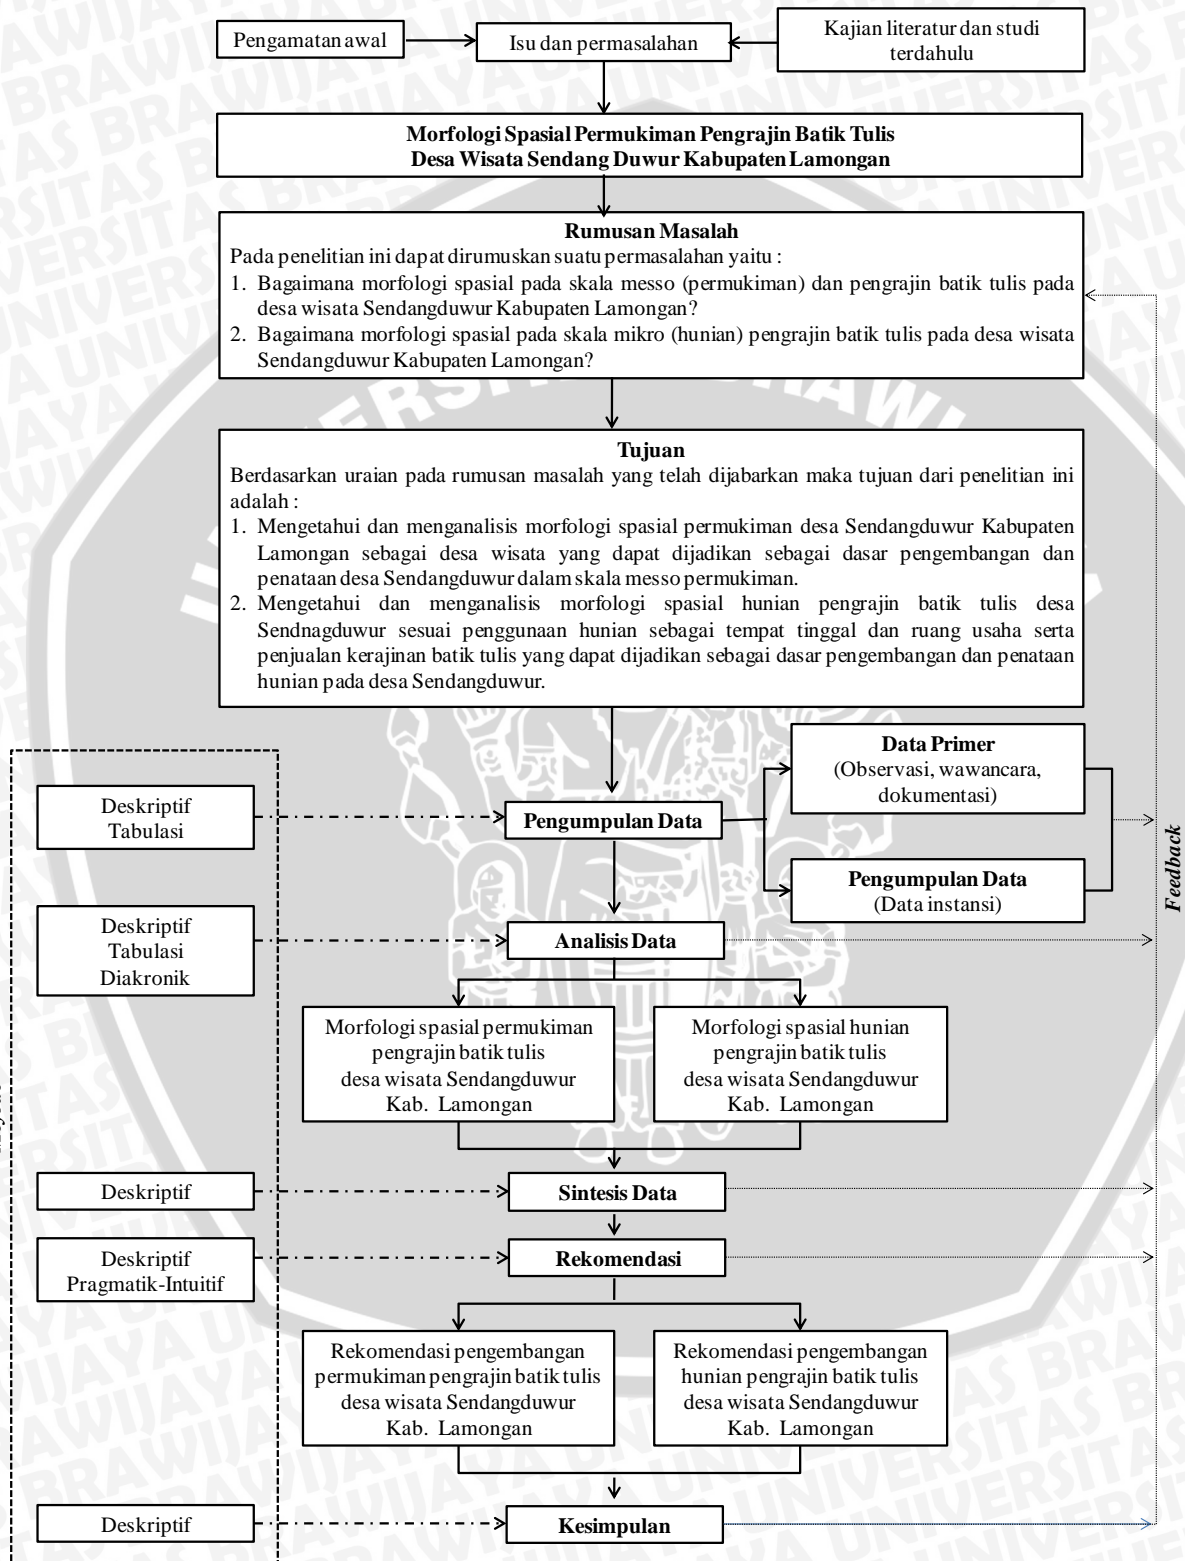 Pengamatan awal
Isu dan permasalahan
Kajian literatur dan studi
terdahulu
Morfologi Spasial Permukiman Pengrajin Batik Tulis
Desa Wisata Sendang Duwur Kabupaten Lamongan
Rumusan Masalah
Pada penelitian ini dapat dirumuskan suatu permasalahan yaitu :
1. Bagaimana morfologi spasial pada skala messo (permukiman) dan pengrajin batik tulis pada
desa wisata Sendangduwur Kabupaten Lamongan?
2. Bagaimana morfologi spasial pada skala mikro (hunian) pengrajin batik tulis pada desa wisata
Sendangduwur Kabupaten Lamongan?
Tujuan
Berdasarkan uraian pada rumusan masalah yang telah dijabarkan maka tujuan dari penelitian ini
adalah :
1. Mengetahui dan menganalisis morfologi spasial permukiman desa Sendangduwur Kabupaten
Lamongan sebagai desa wisata yang dapat dijadikan sebagai dasar pengembangan dan
penataan desa Sendangduwur dalam skala messo permukiman.
2. Mengetahui dan menganalisis morfologi spasial hunian pengrajin batik tulis desa
Sendnagduwur sesuai penggunaan hunian sebagai tempat tinggal dan ruang usaha serta
penjualan kerajinan batik tulis yang dapat dijadikan sebagai dasar pengembangan dan penataan
hunian pada desa Sendangduwur.
Data Primer
(Observasi, wawancara,
dokumentasi)
Deskriptif
Tabulasi
Pengumpulan Data
Pengumpulan Data
(Data instansi)
Feedback
Deskriptif
Tabulasi
Diakronik
Analisis Data
Morfologi spasial permukiman
pengrajin batik tulis
desa wisata Sendangduwur
Kab. Lamongan
Morfologi spasial hunian
pengrajin batik tulis
desa wisata Sendangduwur
Kab. Lamongan
Deskriptif
Sintesis Data
Deskriptif
Pragmatik-Intuitif
Rekomendasi
Rekomendasi pengembangan
permukiman pengrajin batik tulis
desa wisata Sendangduwur
Kab. Lamongan
Rekomendasi pengembangan
hunian pengrajin batik tulis
desa wisata Sendangduwur
Kab. Lamongan
Deskriptif
Kesimpulan